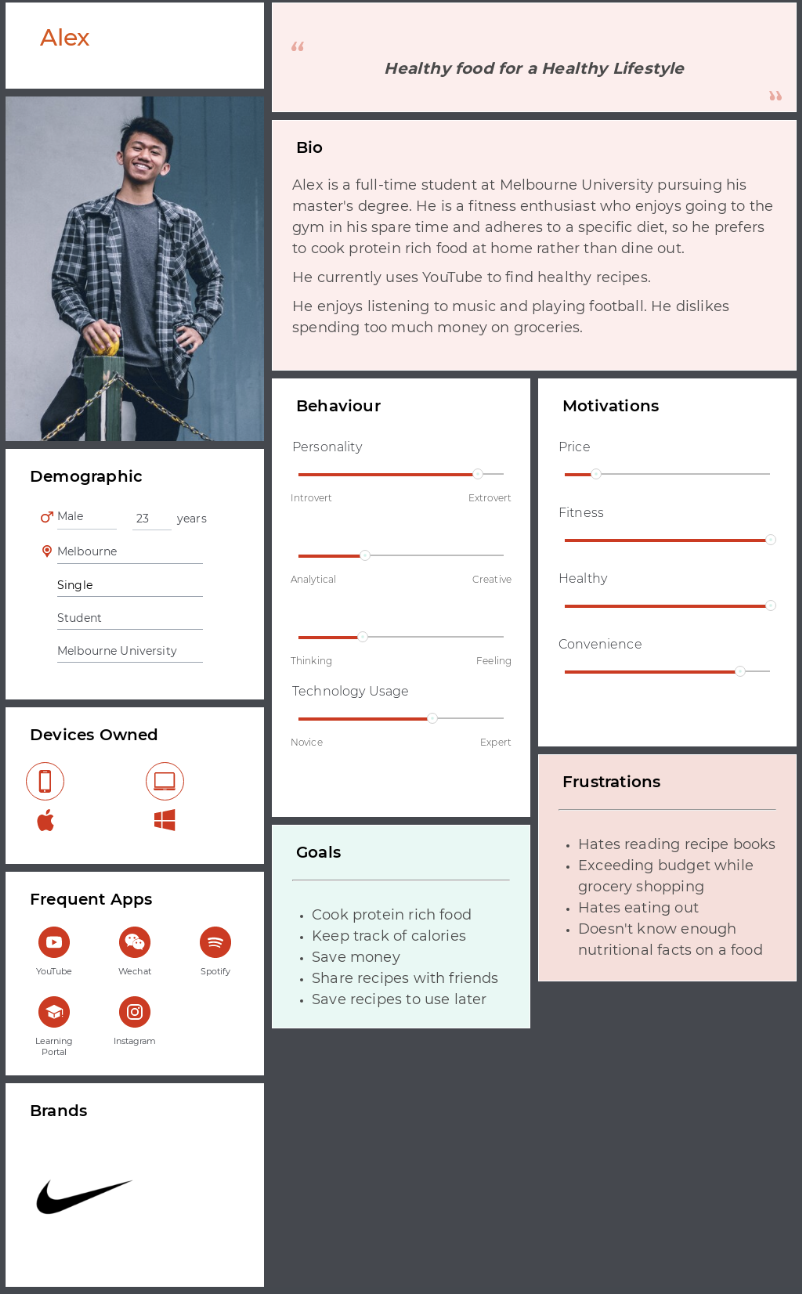 Alex
“
Healthy food for a Healthy Lifestyle
”
Bio
Alex is a full-time student at Melbourne University pursuing his
master's degree. He is a fitness enthusiast who enjoys going to the
gym in his spare time and adheres to a specific diet, so he prefers
to cook protein rich food at home rather than dine out.
He currently uses YouTube to find healthy recipes.
He enjoys listening to music and playing football. He dislikes
spending too much money on groceries.
Demographic
Male 23 years
Melbourne
Single
Student
Melbourne University
Devices Owned
Frequent Apps
YouTube Wechat Spotify
Learning
Portal
Instagram
Brands
Behaviour
Personality
Introvert Extrovert
Analytical Creative
Thinking Feeling
Technology Usage
Novice Expert
Motivations
Price
Fitness
Healthy
Convenience
Goals
• Cook protein rich food
• Keep track of calories
• Save money
• Share recipes with friends
• Save recipes to use later
Frustrations
• Hates reading recipe books
• Exceeding budget while
grocery shopping
• Hates eating out
• Doesn't know enough
nutritional facts on a food